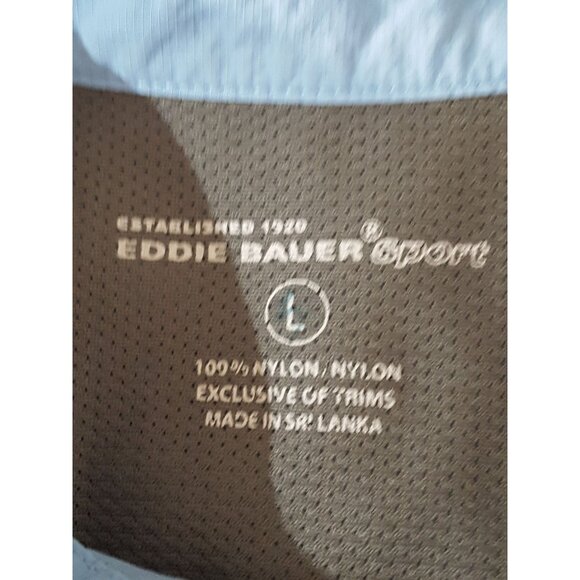 ESTABLISHED 1920
EDDIE BAUER® Sport
L
100% NYLON/NYLON
EXCLUSIVE OF TRIMS
MADE IN SRI LANKA